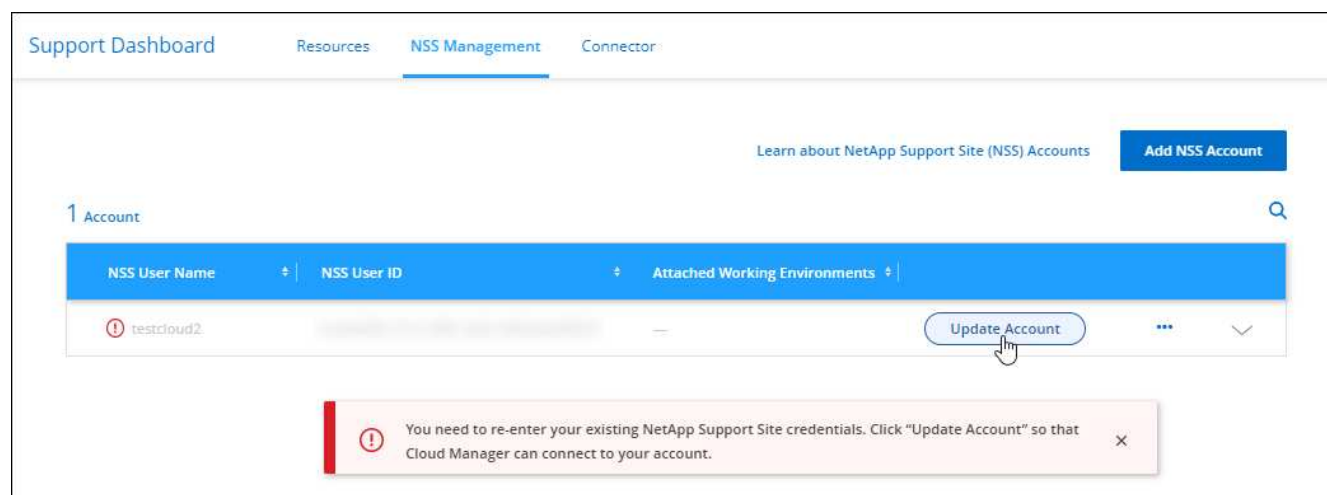 Support Dashboard Resources NSS Management Connector
Learn about NetApp Support Site (NSS) Accounts Add NSS Account
1 Account
NSS User Name NSS User ID Attached Working Environments
testcloud2 — Update Account
You need to re-enter your existing NetApp Support Site credentials. Click “Update Account” so that
Cloud Manager can connect to your account.